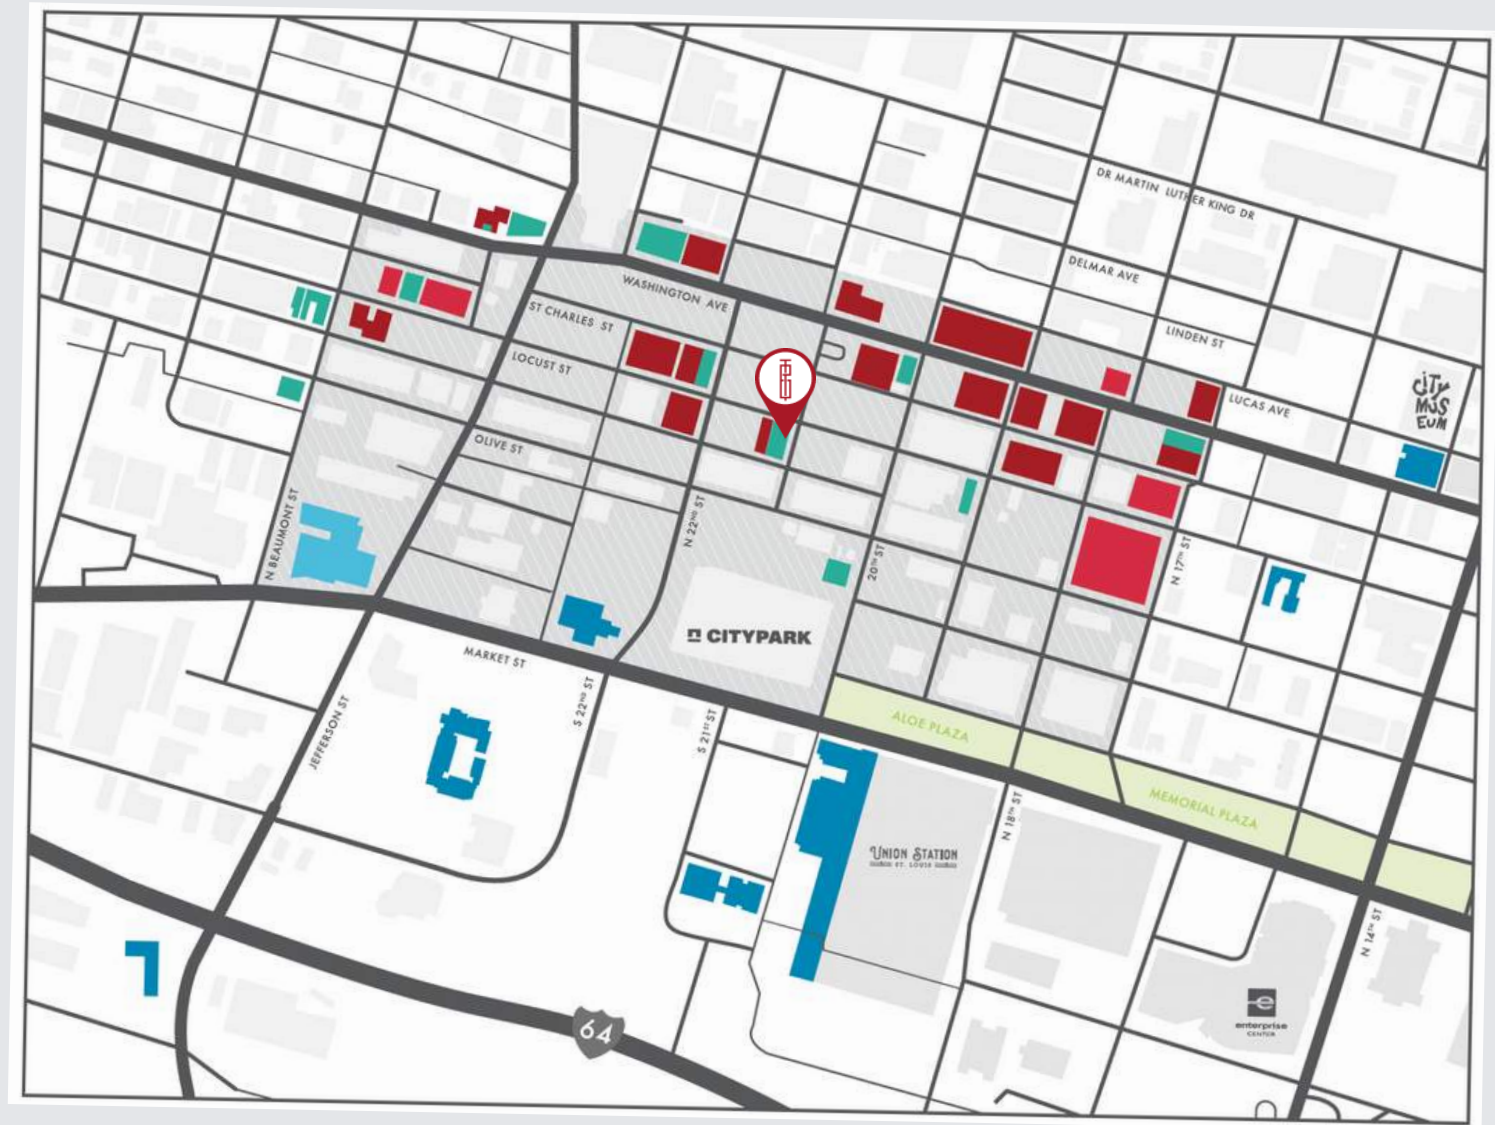 DR MARTIN LUTHER KING DR
DELMAR AVE
WASHINGTON AVE
ST CHARLES ST
LINDEN ST
LOCUST ST
LUCAS AVE
CITY
MUS
EUM
OLIVE ST
N BEAUMONT ST
N 22ND ST
20TH ST
N 17TH ST
CITYPARK
MARKET ST
JEFFERSON ST
S 22ND ST
S 21ST ST
ALOE PLAZA
MEMORIAL PLAZA
N 18TH ST
UNION STATION
ST. LOUIS
N 14TH ST
e
enterprise
CENTER
64